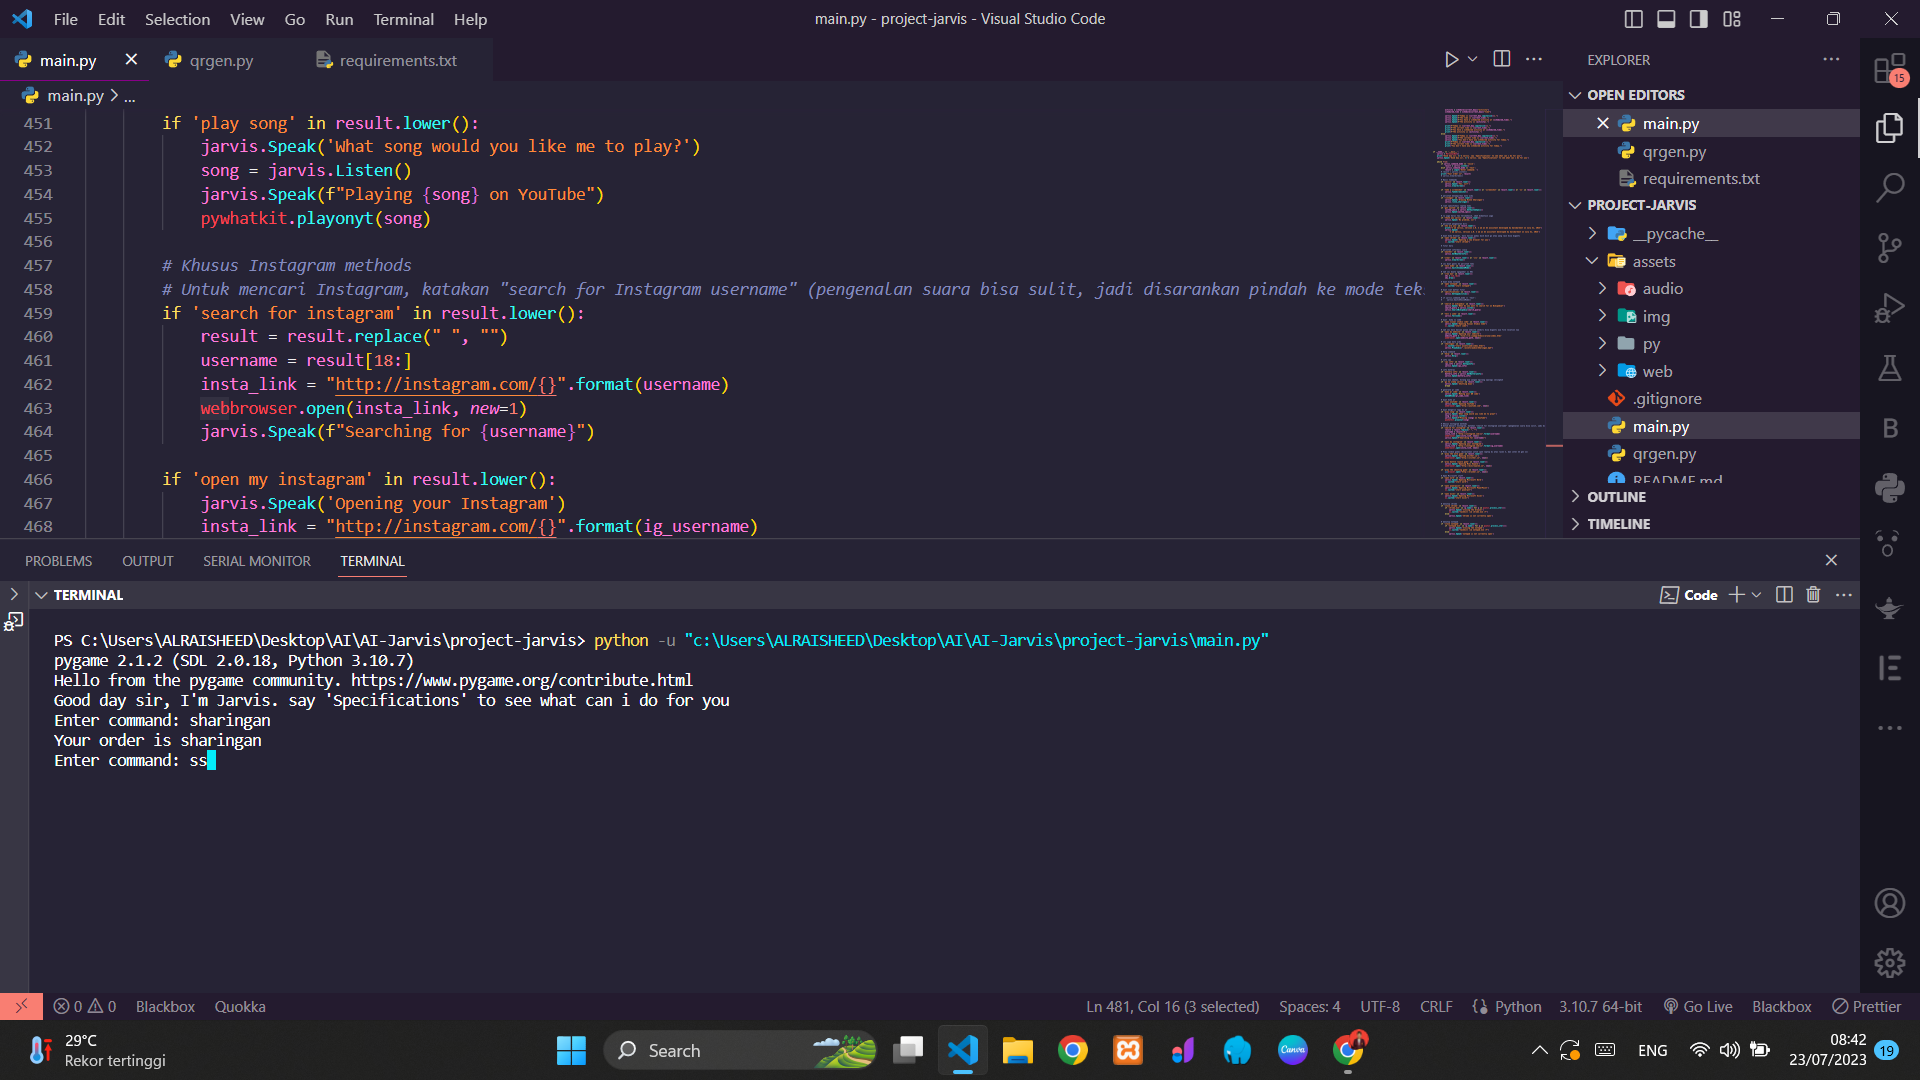 File Edit Selection View Go Run Terminal Help
main.py - project-jarvis - Visual Studio Code
main.py qrgen.py requirements.txt
main.py > ...
451 if 'play song' in result.lower():
452 jarvis.Speak('What song would you like me to play?')
453 song = jarvis.Listen()
454 jarvis.Speak(f"Playing {song} on YouTube")
455 pywhatkit.playonyt(song)
456
457 # Khusus Instagram methods
458 # Untuk mencari Instagram, katakan "search for Instagram username" (pengenalan suara bisa sulit, jadi disarankan pindah ke mode tek
459 if 'search for instagram' in result.lower():
460 result = result.replace(" ", "")
461 username = result[18:]
462 insta_link = "http://instagram.com/{}".format(username)
463 webbrowser.open(insta_link, new=1)
464 jarvis.Speak(f"Searching for {username}")
465
466 if 'open my instagram' in result.lower():
467 jarvis.Speak('Opening your Instagram')
468 insta_link = "http://instagram.com/{}".format(ig_username)
EXPLORER
OPEN EDITORS
main.py
qrgen.py
requirements.txt
PROJECT-JARVIS
__pycache__
assets
audio
img
py
web
.gitignore
main.py
qrgen.py
README.md
OUTLINE
TIMELINE
15
PROBLEMS OUTPUT SERIAL MONITOR TERMINAL
TERMINAL
Code
PS C:\Users\ALRAISHEED\Desktop\AI\AI-Jarvis\project-jarvis> python -u "c:\Users\ALRAISHEED\Desktop\AI\AI-Jarvis\project-jarvis\main.py"
pygame 2.1.2 (SDL 2.0.18, Python 3.10.7)
Hello from the pygame community. https://www.pygame.org/contribute.html
Good day sir, I'm Jarvis. say 'Specifications' to see what can i do for you
Enter command: sharingan
Your order is sharingan
Enter command: ss
0 0 Blackbox Quokka
Ln 481, Col 16 (3 selected) Spaces: 4 UTF-8 CRLF Python 3.10.7 64-bit Go Live Blackbox Prettier
29°C
Rekor tertinggi
Search
Canva
ENG
08:42
23/07/2023
19